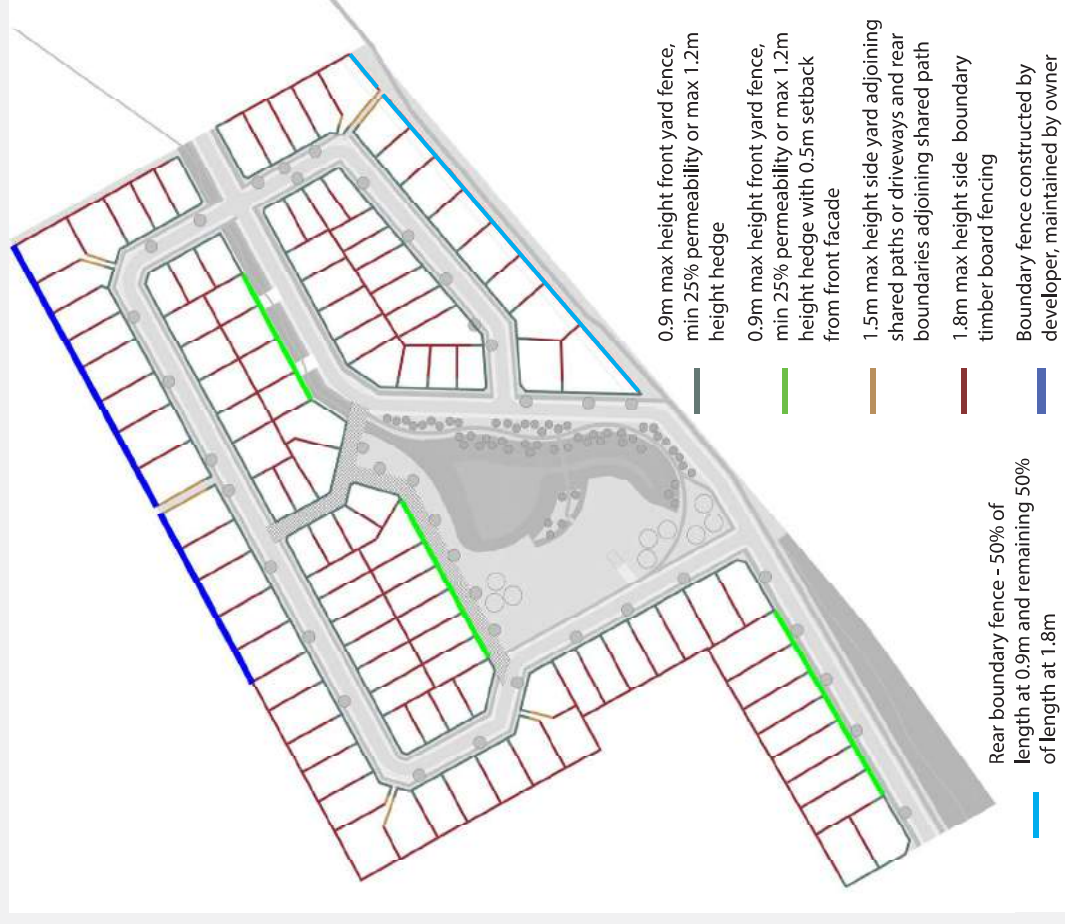 0.9m max height front yard fence,
min 25% permeability or max 1.2m
height hedge
0.9m max height front yard fence,
min 25% permeability or max 1.2m
height hedge with 0.5m setback
from front facade
1.5m max height side yard adjoining
shared paths or driveways and rear
boundaries adjoining shared path
1.8m max height side  boundary
timber board fencing
Boundary fence constructed by
developer, maintained by owner
Rear boundary fence - 50% of
length at 0.9m and remaining 50%
of length at 1.8m